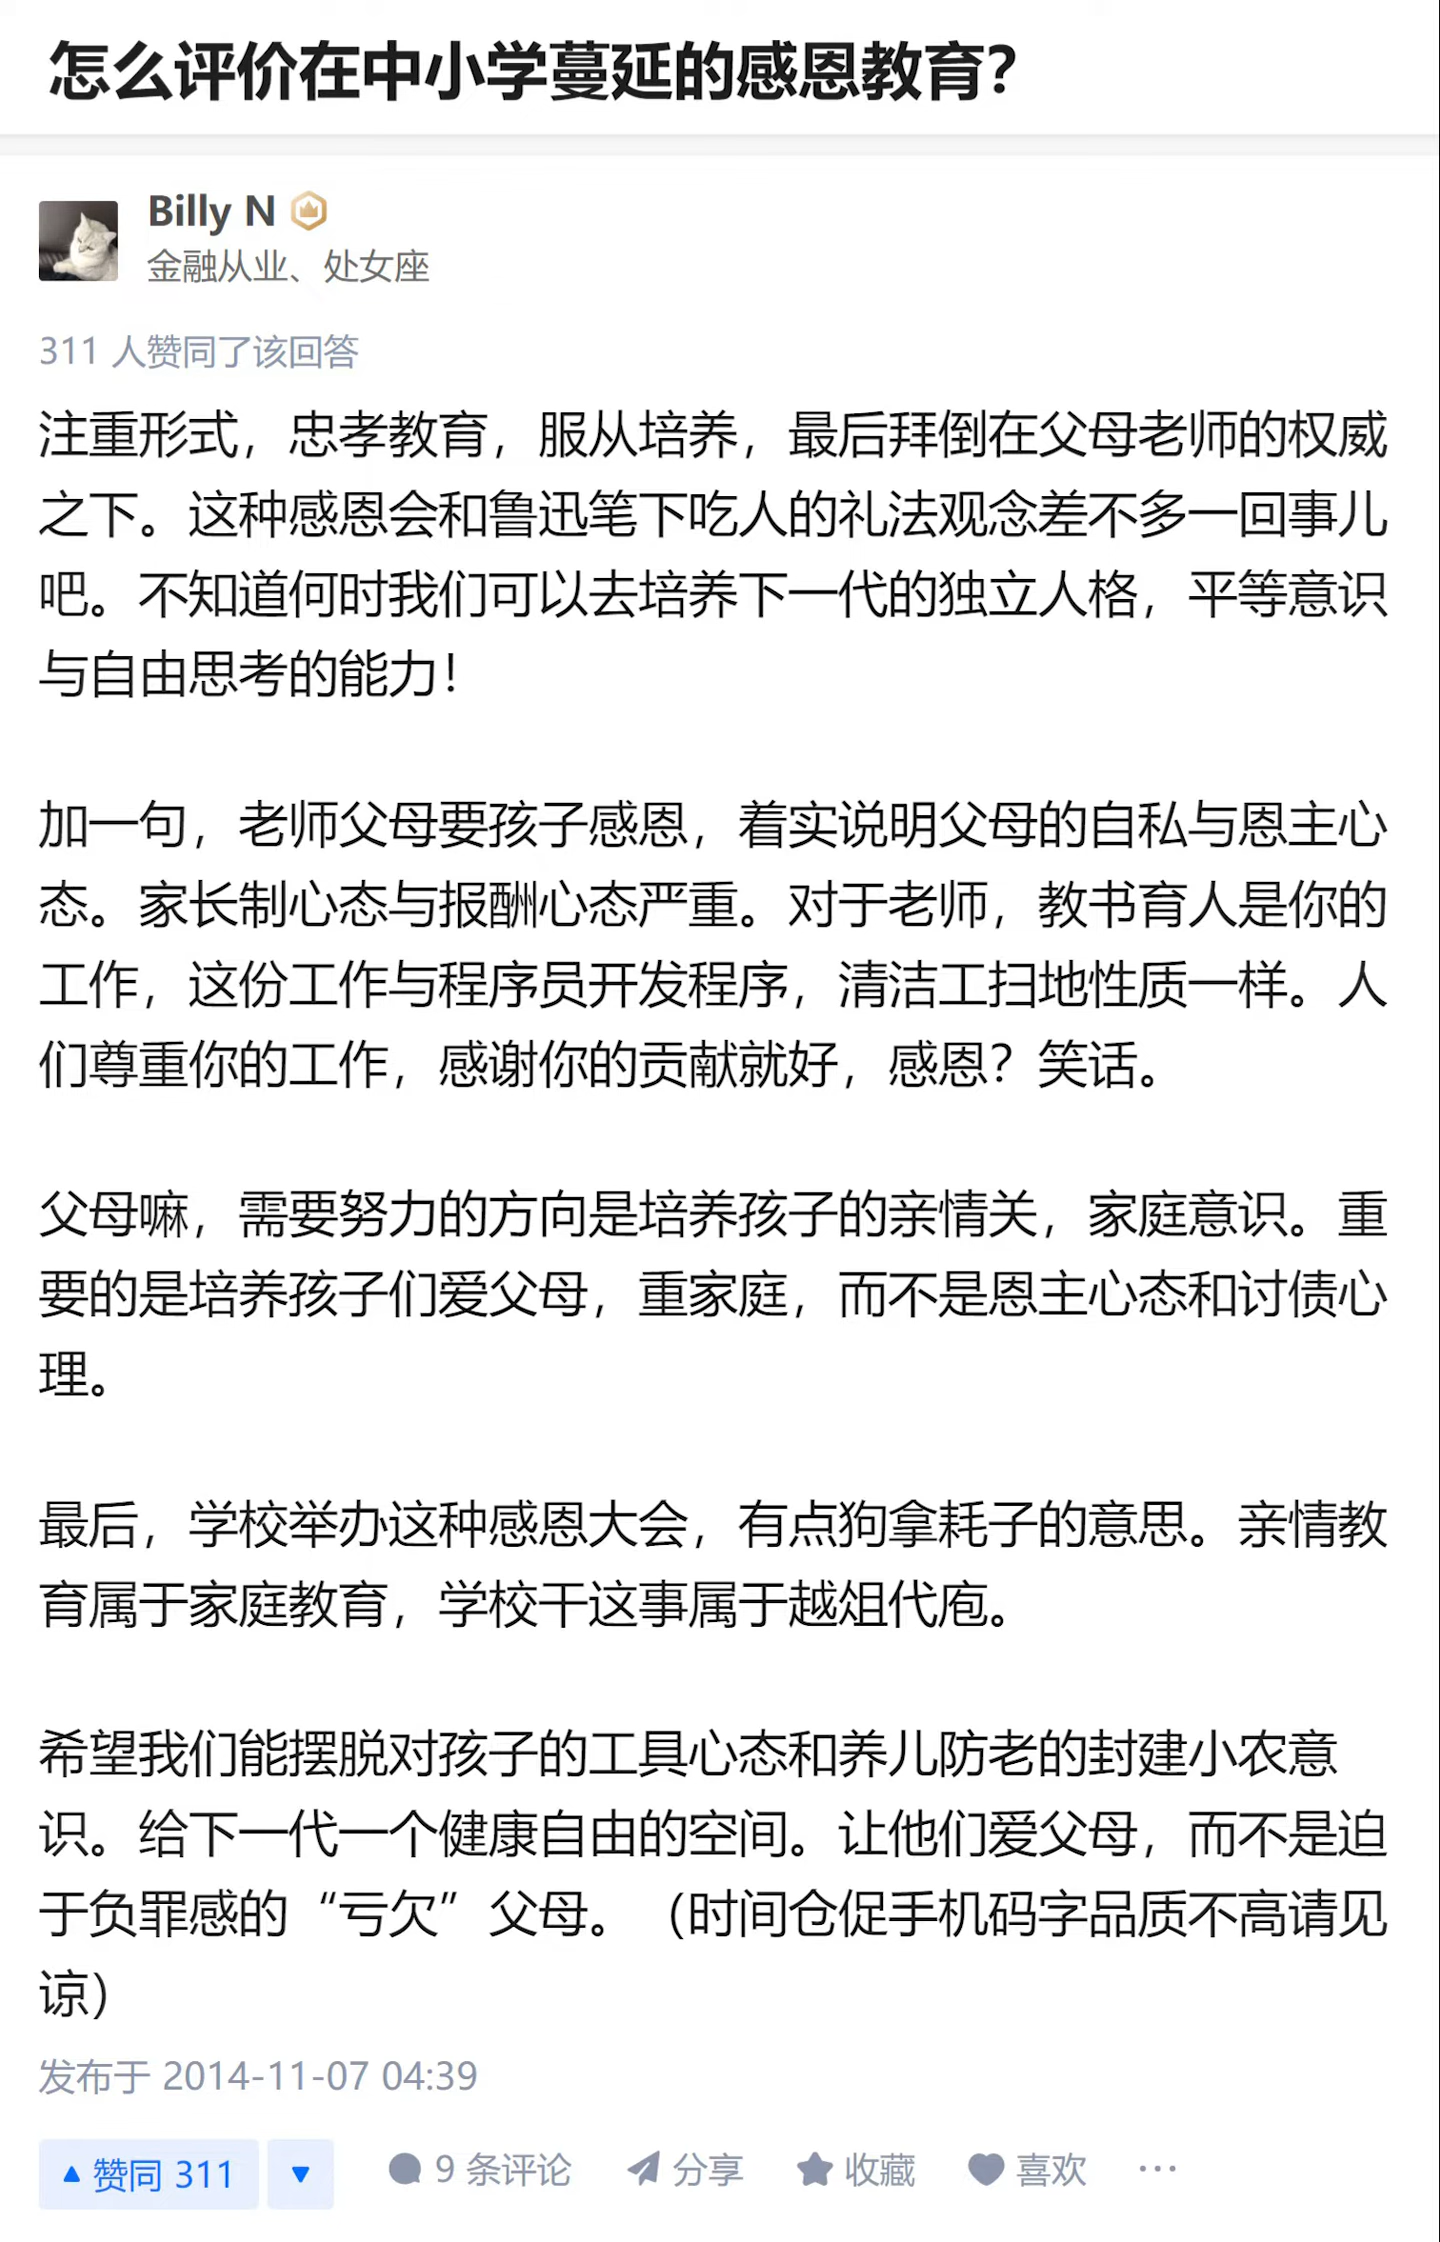 怎么评价在中小学蔓延的感恩教育？
Billy N
金融从业、处女座
311 人赞同了该回答
注重形式，忠孝教育，服从培养，最后拜倒在父母老师的权威
之下。这种感恩会和鲁迅笔下吃人的礼法观念差不多一回事儿
吧。不知道何时我们可以去培养下一代的独立人格，平等意识
与自由思考的能力！
加一句，老师父母要孩子感恩，着实说明父母的自私与恩主心
态。家长制心态与报酬心态严重。对于老师，教书育人是你的
工作，这份工作与程序员开发程序，清洁工扫地性质一样。人
们尊重你的工作，感谢你的贡献就好，感恩？笑话。
父母嘛，需要努力的方向是培养孩子的亲情关，家庭意识。重
要的是培养孩子们爱父母，重家庭，而不是恩主心态和讨债心
理。
最后，学校举办这种感恩大会，有点狗拿耗子的意思。亲情教
育属于家庭教育，学校干这事属于越俎代庖。
希望我们能摆脱对孩子的工具心态和养儿防老的封建小农意
识。给下一代一个健康自由的空间。让他们爱父母，而不是迫
于负罪感的“亏欠”父母。（时间仓促手机码字品质不高请见
谅）
发布于 2014-11-07 04:39
赞同 311 9 条评论 分享 收藏 喜欢 ···